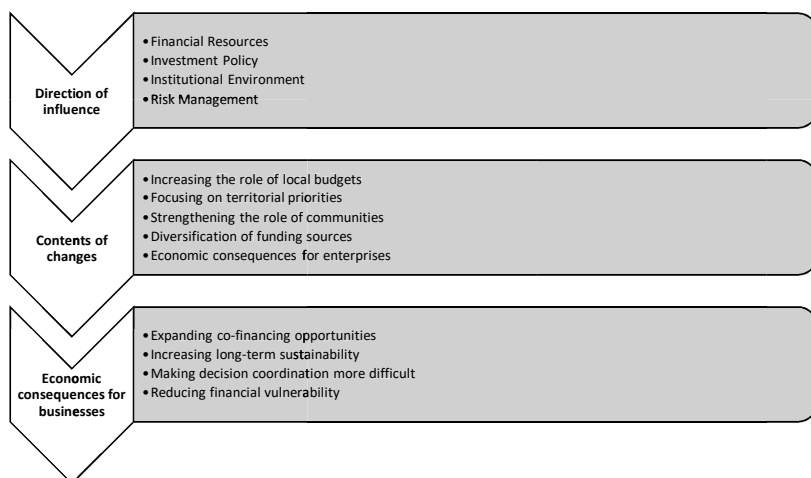 Direction of
influence
• Financial Resources
• Investment Policy
• Institutional Environment
• Risk Management
Contents of
changes
• Increasing the role of local budgets
• Focusing on territorial priorities
• Strengthening the role of communities
• Diversification of funding sources
• Economic consequences for enterprises
Economic
consequences for
businesses
• Expanding co-financing opportunities
• Increasing long-term sustainability
• Making decision coordination more difficult
• Reducing financial vulnerability